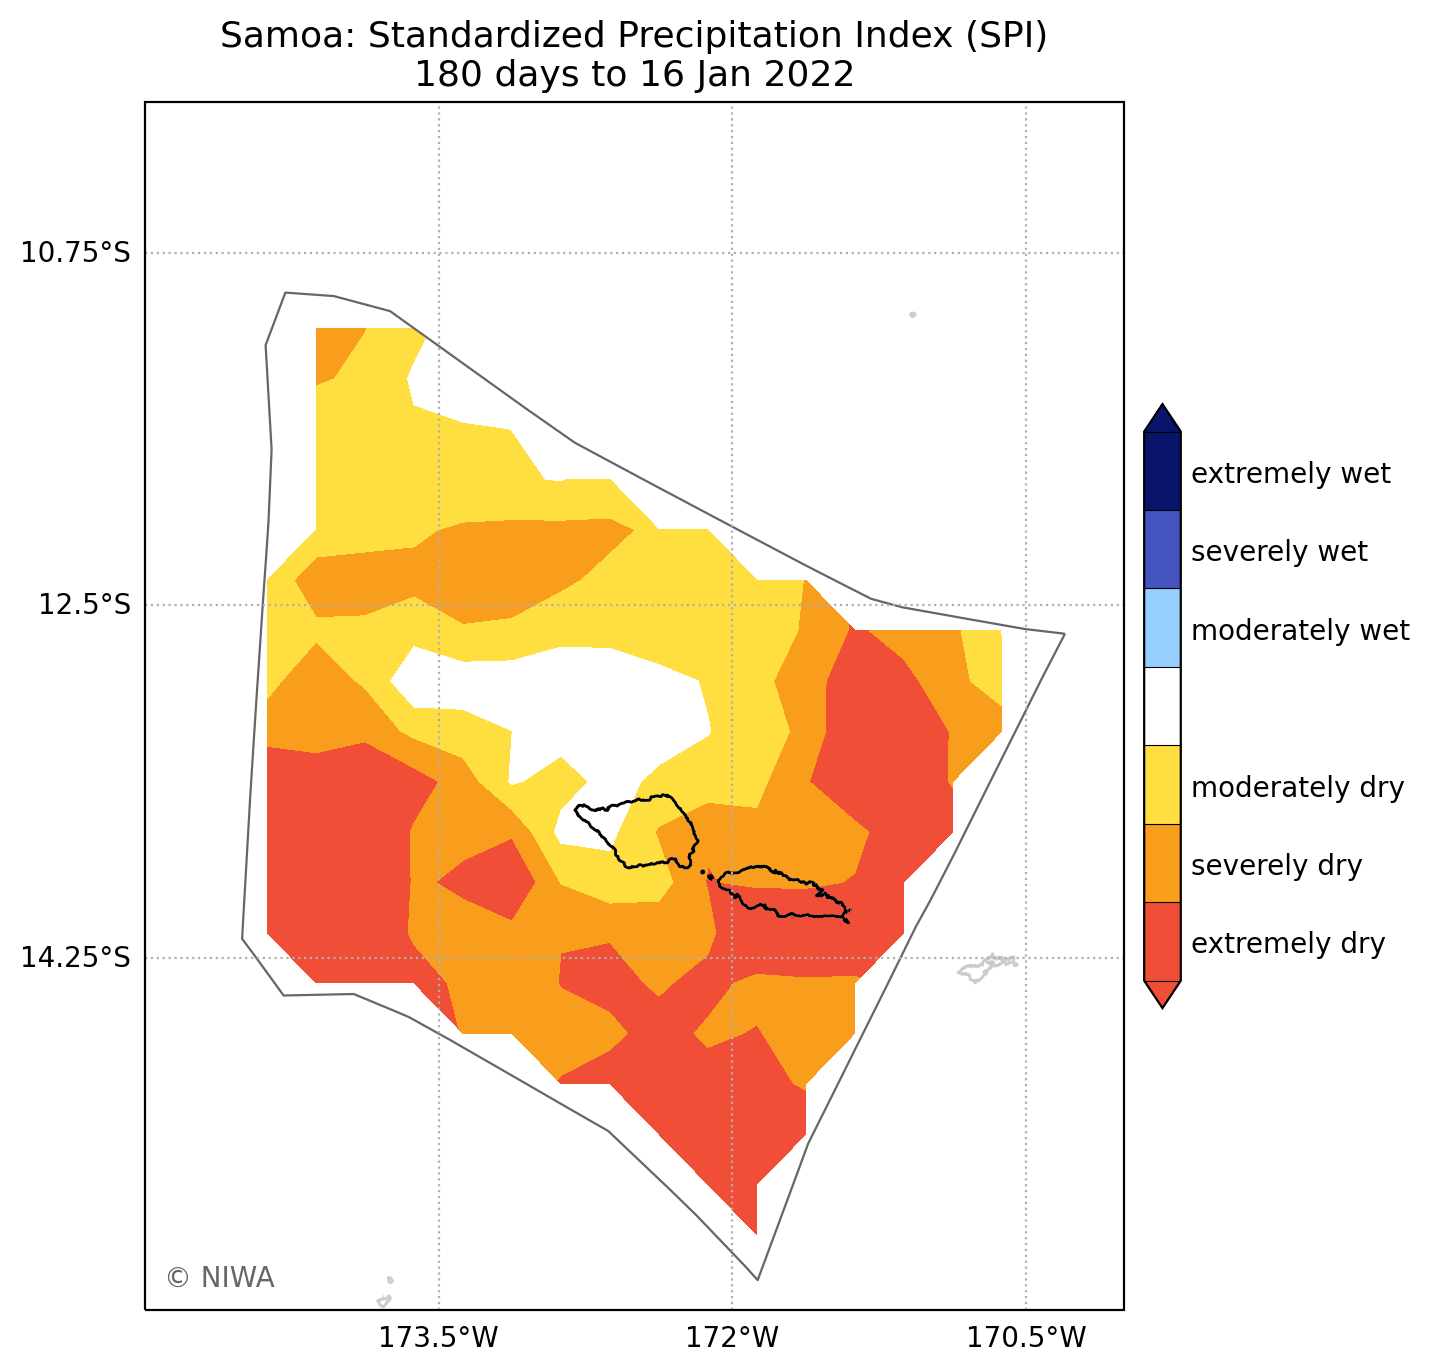 Samoa: Standardized Precipitation Index (SPI)
180 days to 16 Jan 2022
10.75°S
12.5°S
14.25°S
173.5°W
172°W
170.5°W
extremely wet
severely wet
moderately wet
moderately dry
severely dry
extremely dry
© NIWA